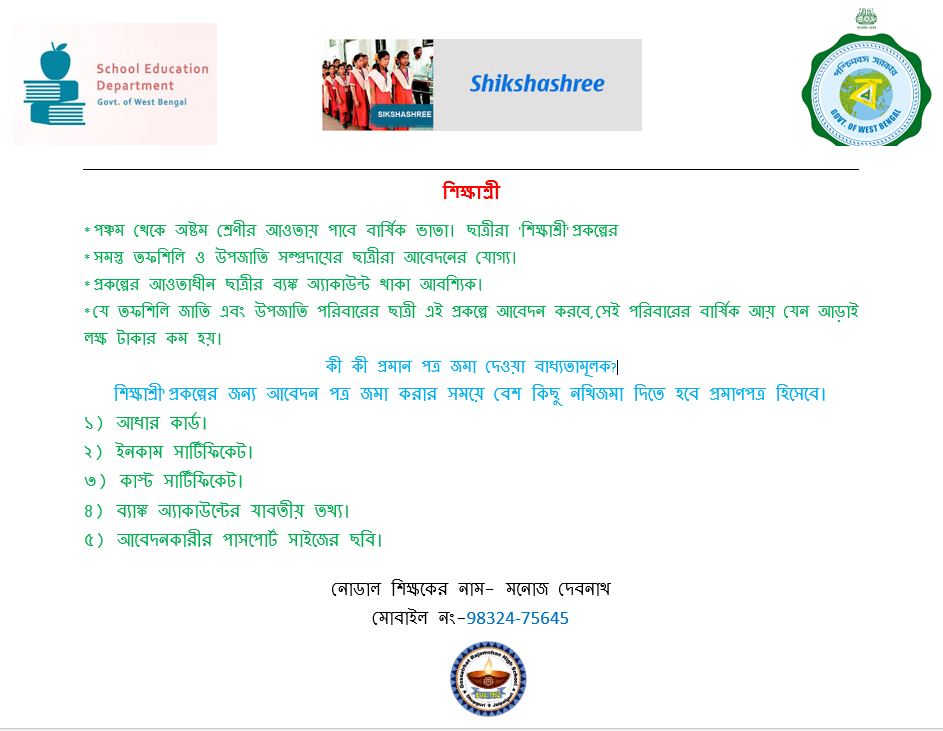 School Education
Department
Govt. of West Bengal
SIKSHASHREE
Shikshashree
পশ্চিমবঙ্গ সরকার
ব
GOVT. OF WEST BENGAL
শিক্ষাশ্রী
* পঞ্চম থেকে অষ্টম শ্রেণীর আওতায় পাবে বার্ষিক ভাতা। ছাত্রীরা 'শিক্ষাশ্রী' প্রকল্পের
* সমস্ত তফশিলি ও উপজাতি সম্প্রদায়ের ছাত্রীরা আবেদনের যোগ্য।
* প্রকল্পের আওতাধীন ছাত্রীর ব্যঙ্ক অ্যাকাউন্ট থাকা আবশ্যিক।
* যে তফশিলি জাতি এবং উপজাতি পরিবারের ছাত্রী এই প্রকল্পে আবেদন করবে,সেই পরিবারের বার্ষিক আয় যেন আড়াই
লক্ষ টাকার কম হয়।
কী কী প্রমান পত্র জমা দেওয়া বাধ্যতামূলক?
শিক্ষাশ্রী' প্রকল্পের জন্য আবেদন পত্র জমা করার সময়ে বেশ কিছু নথিজমা দিতে হবে প্রমাণপত্র হিসেবে।
১) আধার কার্ড।
২) ইনকাম সার্টিফিকেট।
৩) কাস্ট সার্টিফিকেট।
৪) ব্যাঙ্ক অ্যাকাউন্টের যাবতীয় তথ্য।
৫) আবেদনকারীর পাসপোর্ট সাইজের ছবি।
নোডাল শিক্ষকের নাম- মনোজ দেবনাথ
মোবাইল নং-98324-75645
Rajamohan High School